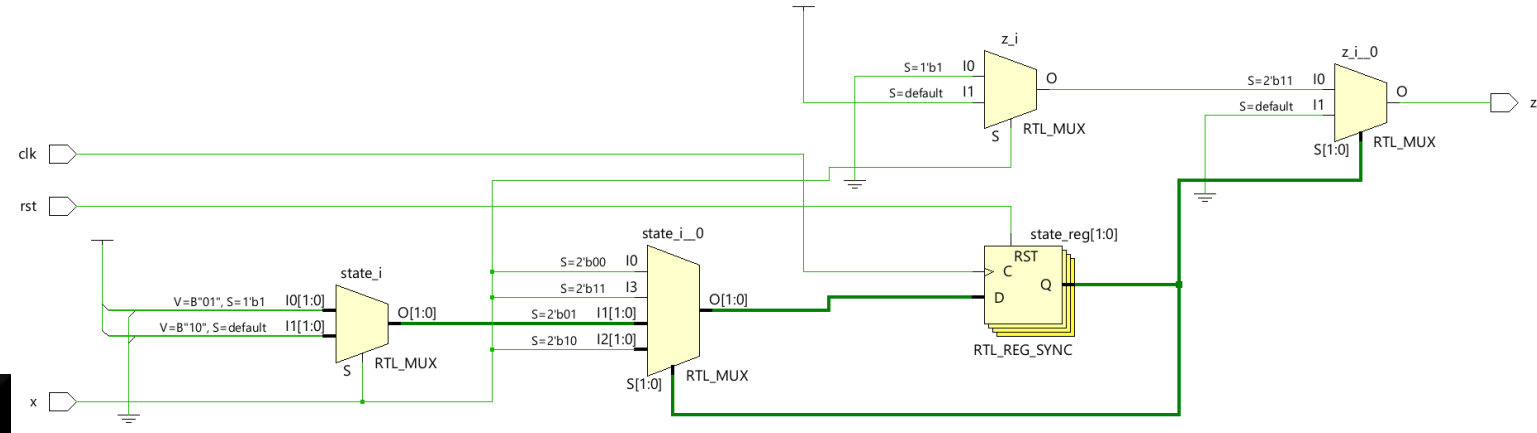 z_i
S=1'b1 I0
S=default I1
O
S
RTL_MUX
z_i__0
S=2'b11 I0
S=default I1
O
z
S[1:0]
RTL_MUX
clk
rst
state_i
V=B"01", S=1'b1 I0[1:0]
V=B"10", S=default I1[1:0]
O[1:0]
S
RTL_MUX
x
state_i__0
S=2'b00 I0
S=2'b11 I3
S=2'b01 I1[1:0]
S=2'b10 I2[1:0]
O[1:0]
S[1:0]
RTL_MUX
state_reg[1:0]
RST
C
Q
D
RTL_REG_SYNC